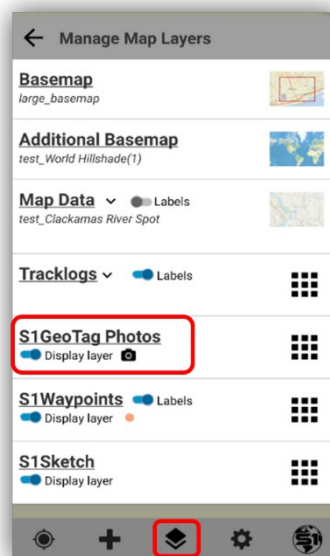 Manage Map Layers
Basemap
large_basemap
Additional Basemap
test_World Hillshade(1)
Map Data Labels
test_Clackamas River Spot
Tracklogs Labels
S1GeoTag Photos
Display layer
S1Waypoints Labels
Display layer
S1Sketch
Display layer
S1